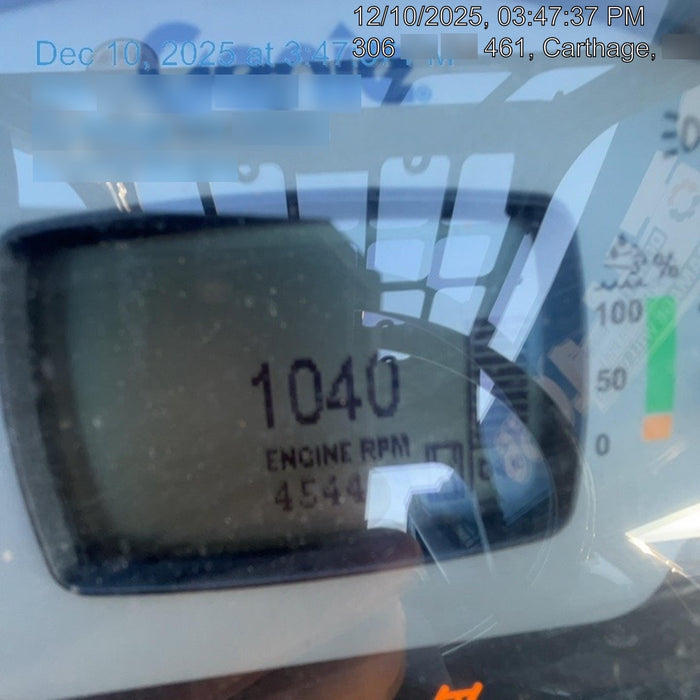 12/10/2025, 03:47:37 PM
306 461, Carthage,
Dec 10, 2025 at 3:47 PM
%
100
50
0
1040
ENGINE RPM
4544